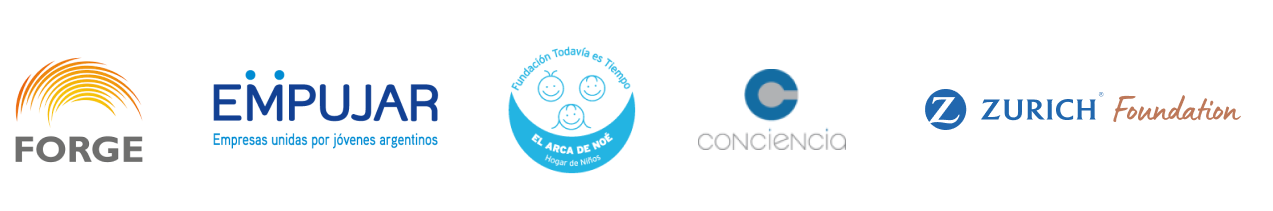 FORGE
EMPUJAR
Empresas unidas por jóvenes argentinos
Fundación Todavía es Tiempo
EL ARCA DE NOÉ
Hogar de Niños
conciencia
Z ZURICH® Foundation